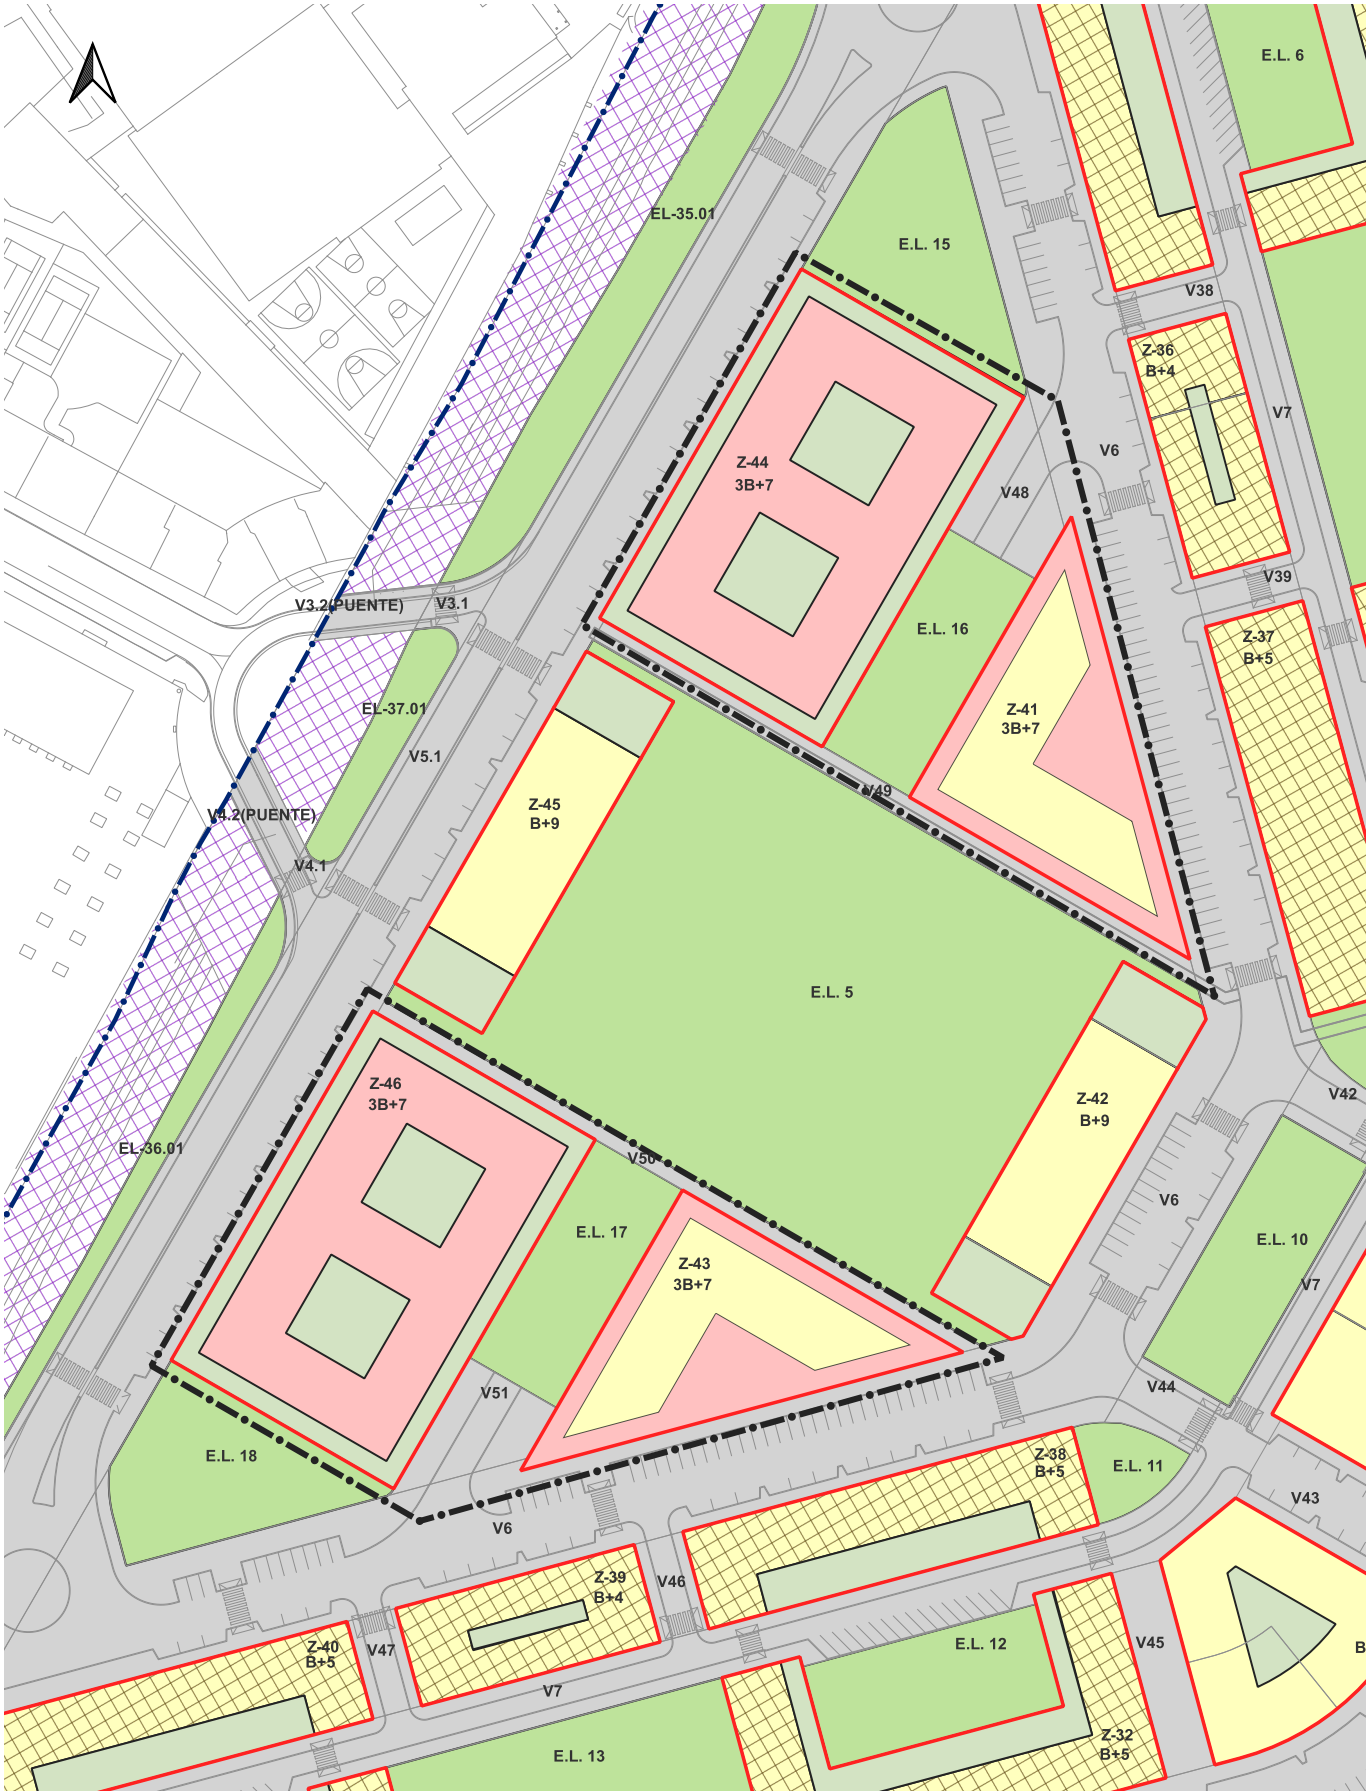 E.L. 6
EL-35.01
E.L. 15
V38
Z-36
B+4
V7
V6
Z-44
3B+7
V48
V39
V3.2(PUENTE)
V3.1
E.L. 16
Z-37
B+5
EL-37.01
Z-41
3B+7
V5.1
V49
Z-45
B+9
V4.2(PUENTE)
V4.1
E.L. 5
Z-46
3B+7
Z-42
B+9
V42
EL-36.01
V50
V6
E.L. 17
E.L. 10
Z-43
3B+7
V7
V51
V44
E.L. 18
Z-38
B+5
E.L. 11
V43
V6
Z-39
B+4
V46
Z-40
B+5
V47
E.L. 12
V45
B
V7
Z-32
B+5
E.L. 13